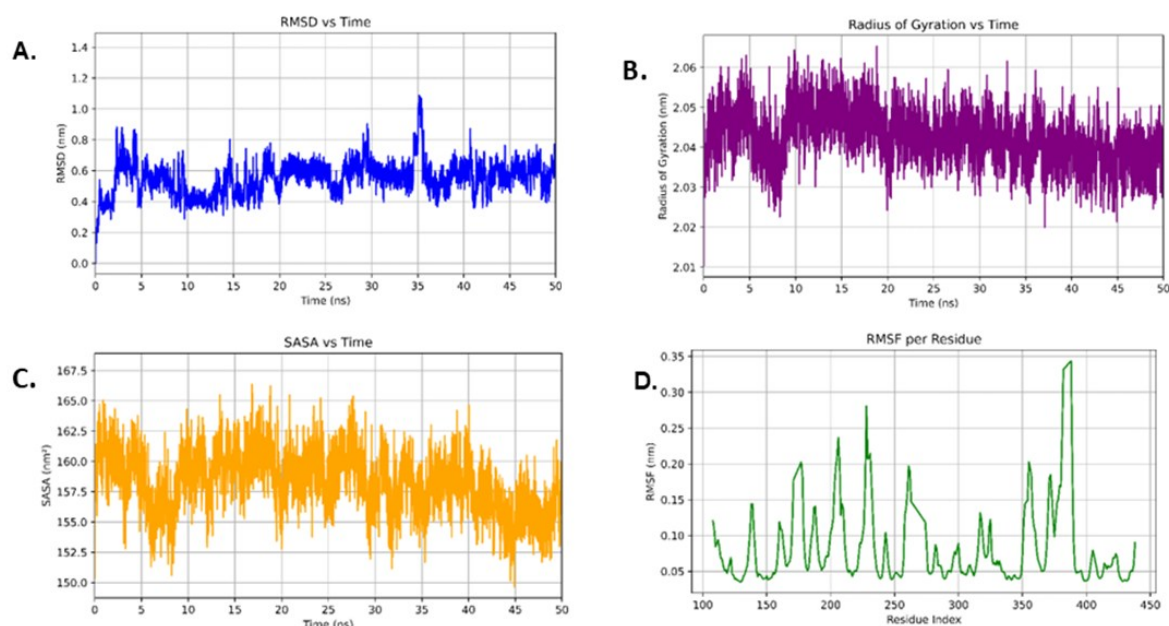 A.
RMSD vs Time
RMSD (nm)
1.4
1.2
1.0
0.8
0.6
0.4
0.2
0.0
0 5 10 15 20 25 30 35 40 45 50
Time (ns)
B.
Radius of Gyration vs Time
Radius of Gyration (nm)
2.06
2.05
2.04
2.03
2.02
2.01
0 5 10 15 20 25 30 35 40 45 50
Time (ns)
C.
SASA vs Time
SASA (nm²)
167.5
165.0
162.5
160.0
157.5
155.0
152.5
150.0
0 5 10 15 20 25 30 35 40 45 50
Time (ns)
D.
RMSF per Residue
RMSF (nm)
0.35
0.30
0.25
0.20
0.15
0.10
0.05
100 150 200 250 300 350 400 450
Residue Index